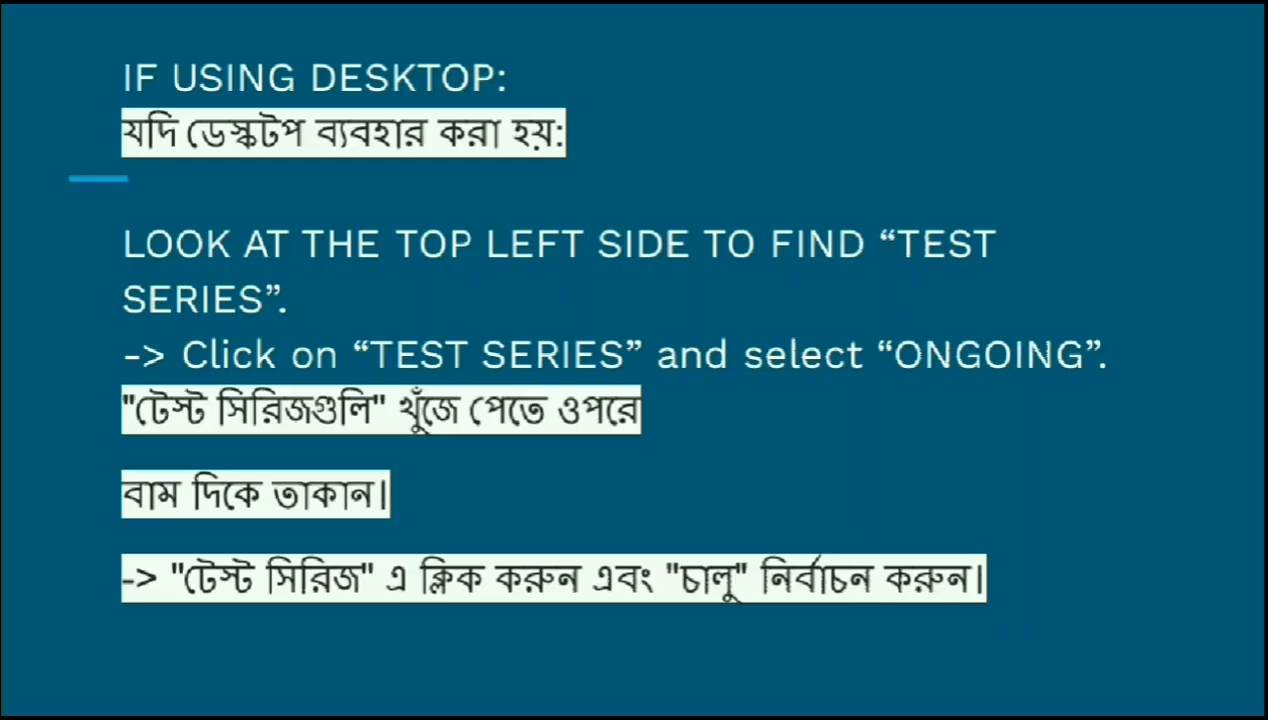 IF USING DESKTOP:
যদি ডেস্কটপ ব্যবহার করা হয়:
LOOK AT THE TOP LEFT SIDE TO FIND “TEST
SERIES”.
-> Click on “TEST SERIES” and select “ONGOING”.
"টেস্ট সিরিজগুলি" খুঁজে পেতে ওপরে
বাম দিকে তাকান।
-> "টেস্ট সিরিজ" এ ক্লিক করুন এবং "চালু" নির্বাচন করুন।